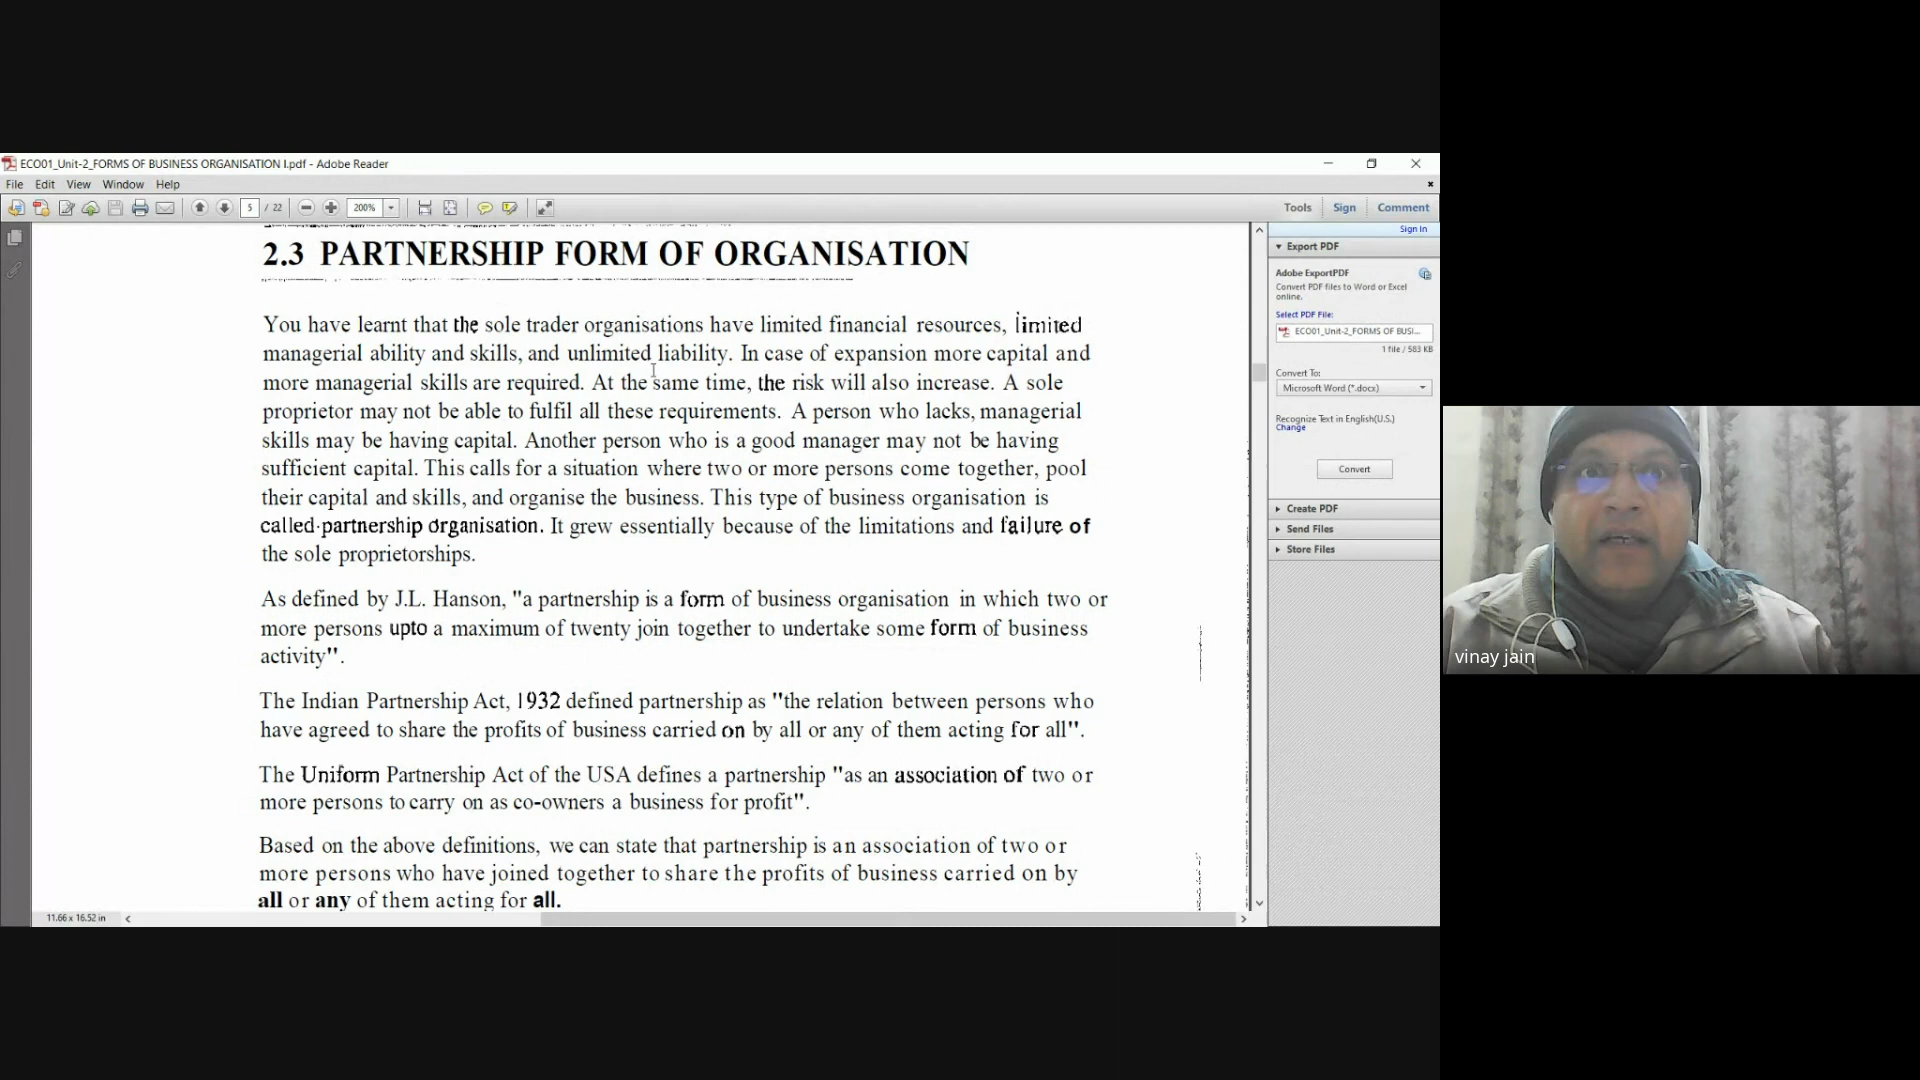 ECO01_Unit-2_FORMS OF BUSINESS ORGANISATION I.pdf - Adobe Reader
File Edit View Window Help
5 / 22 200% Tools Sign Comment
Sign In
Export PDF
Adobe ExportPDF
Convert PDF files to Word or Excel
online.
Select PDF File:
ECO01_Unit-2_FORMS OF BUSI...
1 file / 583 KB
Convert To:
Microsoft Word (*.docx)
Recognize Text in English(U.S.)
Change
Convert
Create PDF
Send Files
Store Files
2.3 PARTNERSHIP FORM OF ORGANISATION
You have learnt that the sole trader organisations have limited financial resources, limited
managerial ability and skills, and unlimited liability. In case of expansion more capital and
more managerial skills are required. At the same time, the risk will also increase. A sole
proprietor may not be able to fulfil all these requirements. A person who lacks, managerial
skills may be having capital. Another person who is a good manager may not be having
sufficient capital. This calls for a situation where two or more persons come together, pool
their capital and skills, and organise the business. This type of business organisation is
called partnership organisation. It grew essentially because of the limitations and failure of
the sole proprietorships.
As defined by J.L. Hanson, "a partnership is a form of business organisation in which two or
more persons upto a maximum of twenty join together to undertake some form of business
activity".
The Indian Partnership Act, 1932 defined partnership as "the relation between persons who
have agreed to share the profits of business carried on by all or any of them acting for all".
The Uniform Partnership Act of the USA defines a partnership "as an association of two or
more persons to carry on as co-owners a business for profit".
Based on the above definitions, we can state that partnership is an association of two or
more persons who have joined together to share the profits of business carried on by
all or any of them acting for all.
11.66 x 16.52 in
vinay jain